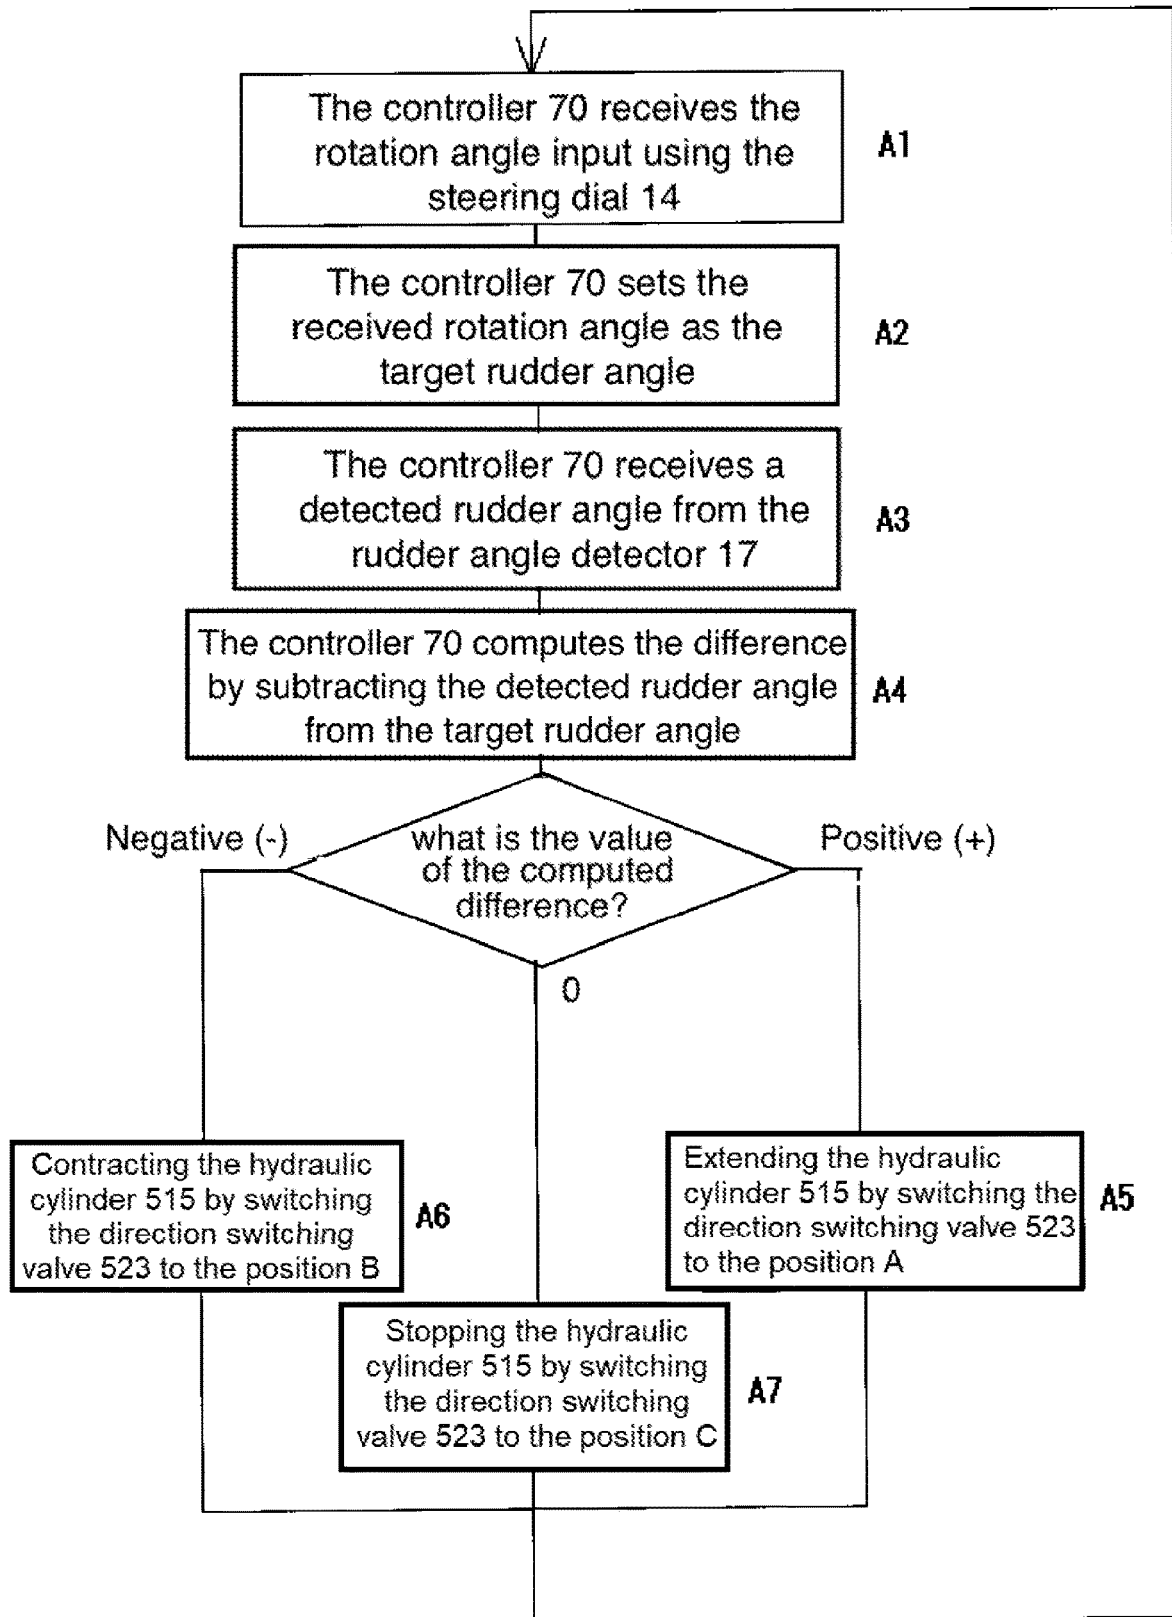 The controller 70 receives the
rotation angle input using the
steering dial 14
A1
The controller 70 sets the
received rotation angle as the
target rudder angle
A2
The controller 70 receives a
detected rudder angle from the
rudder angle detector 17
A3
The controller 70 computes the difference
by subtracting the detected rudder angle
from the target rudder angle
A4
Negative (-)
what is the value
of the computed
difference?
Positive (+)
0
Contracting the hydraulic
cylinder 515 by switching
the direction switching
valve 523 to the position B
A6
Extending the hydraulic
cylinder 515 by switching the
direction switching valve 523
to the position A
A5
Stopping the hydraulic
cylinder 515 by switching
the direction switching
valve 523 to the position C
A7